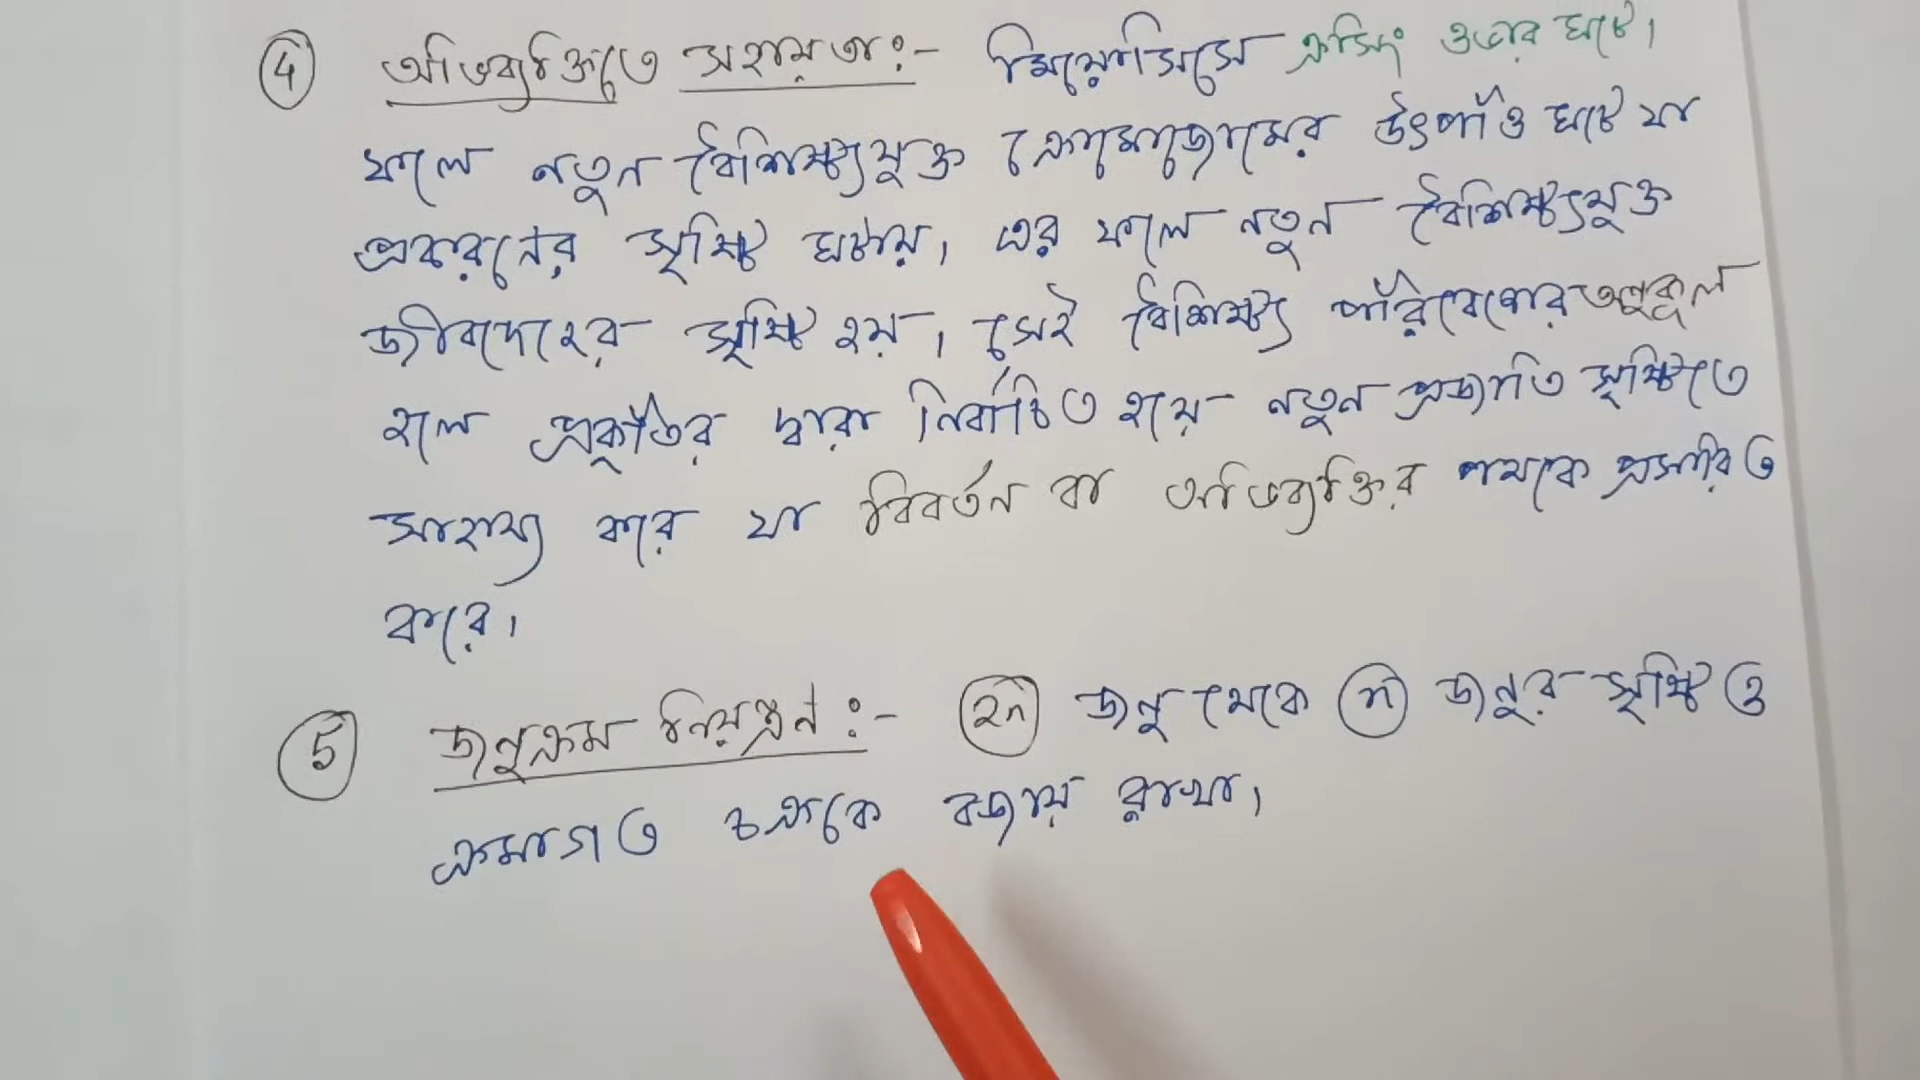 ④ অভিব্যক্তিতে সহায়তা:- মিয়োসিসে ক্রসিং ওভার ঘটে।
ফলে নতুন বৈশিষ্ট্যযুক্ত ক্রোমোজোমের উৎপত্তি ঘটে যা
প্রকরণের সৃষ্টি ঘটায়। এর ফলে নতুন বৈশিষ্ট্যযুক্ত
জীবদেহের সৃষ্টি হয়। সেই বৈশিষ্ট্য পরিবেশের অনুকূল
হলে প্রকৃতির দ্বারা নির্বাচিত হয়ে নতুন প্রজাতি সৃষ্টিতে
সাহায্য করে যা বিবর্তন বা অভিব্যক্তির পথকে প্রসারিত
করে।
⑤ জনুক্রম নিয়ন্ত্রন:- 2n জনু থেকে n জনুর সৃষ্টি ও
ক্রমাগত চক্রকে বজায় রাখা।